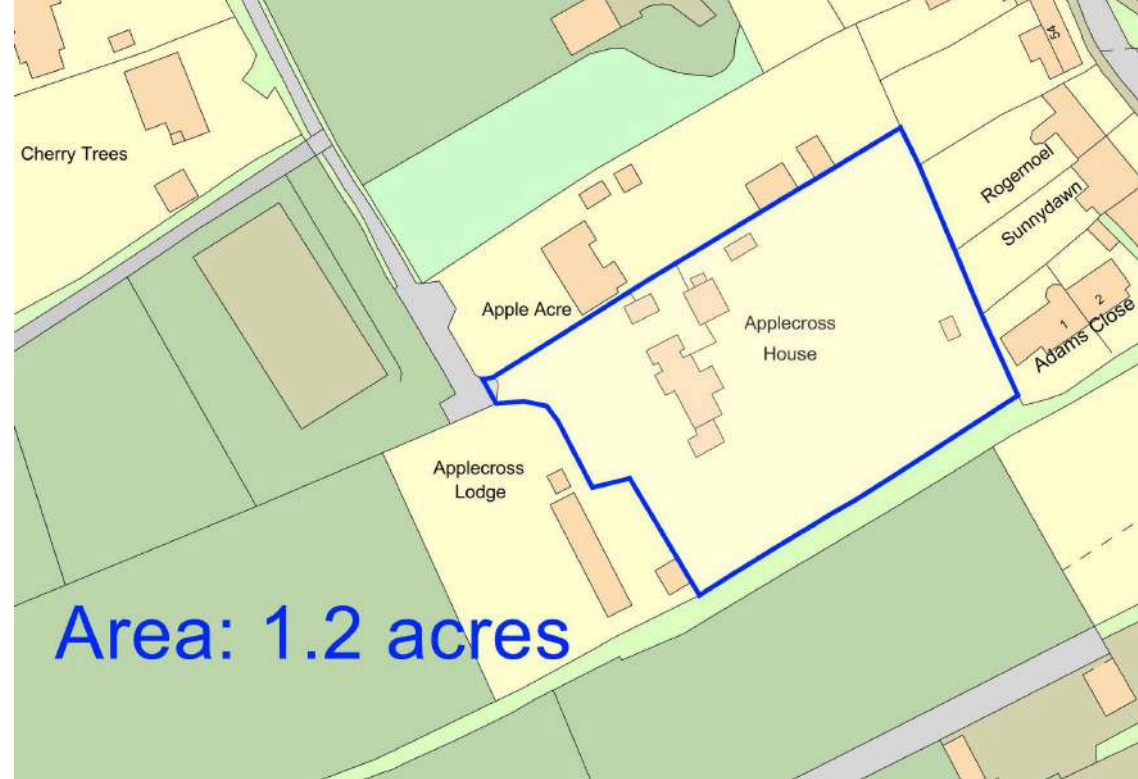 54
Cherry Trees
Rogernoel
Sunnydawn
Apple Acre
Applecross
House
1
2
Adams Close
Applecross
Lodge
Area: 1.2 acres